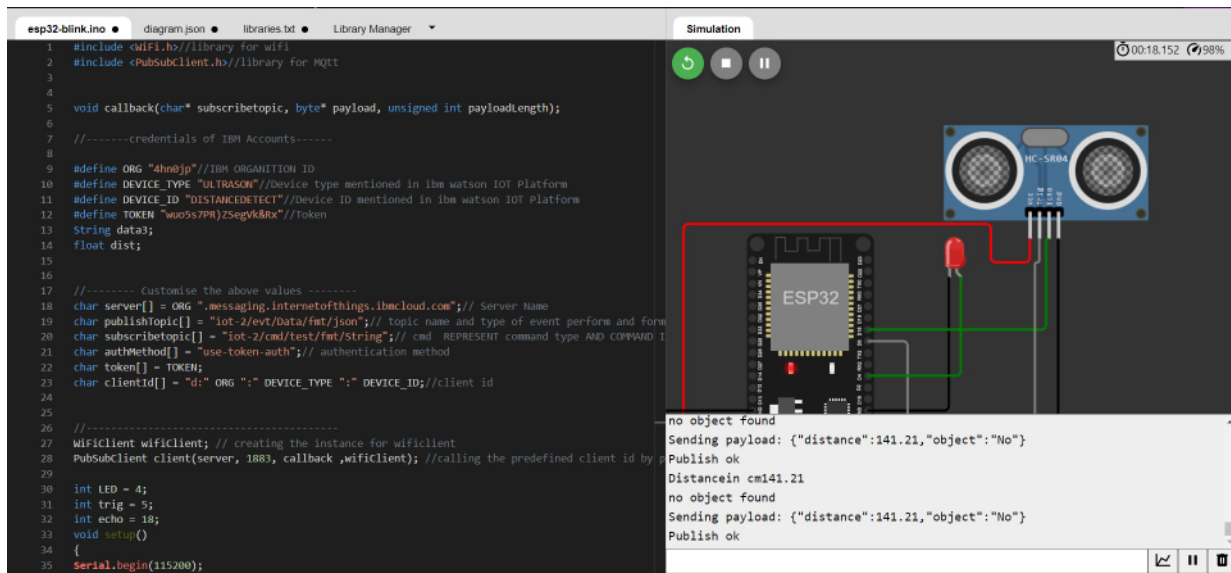 esp32-blink.ino ● diagram.json ● libraries.txt ● Library Manager
1 #include <WiFi.h>//library for wifi
2 #include <PubSubClient.h>//library for MQtt
3
4
5 void callback(char* subscribetopic, byte* payload, unsigned int payloadLength);
6
7 //-------credentials of IBM Accounts------
8
9 #define ORG "4hn0jp"//IBM ORGANITION ID
10 #define DEVICE_TYPE "ULTRASON"//Device type mentioned in ibm watson IOT Platform
11 #define DEVICE_ID "DISTANCEDETECT"//Device ID mentioned in ibm watson IOT Platform
12 #define TOKEN "wuo5s7PR)ZSegVk&Rx"//Token
13 String data3;
14 float dist;
15
16
17 //-------- Customise the above values --------
18 char server[] = ORG ".messaging.internetofthings.ibmcloud.com";// Server Name
19 char publishTopic[] = "iot-2/evt/Data/fmt/json";// topic name and type of event perform and form
20 char subscribetopic[] = "iot-2/cmd/test/fmt/String";// cmd REPRESENT command type AND COMMAND I
21 char authMethod[] = "use-token-auth";// authentication method
22 char token[] = TOKEN;
23 char clientId[] = "d:" ORG ":" DEVICE_TYPE ":" DEVICE_ID;//client id
24
25
26 //-----------------------------------------
27 WiFiClient wifiClient; // creating the instance for wificlient
28 PubSubClient client(server, 1883, callback ,wifiClient); //calling the predefined client id by p
29
30 int LED = 4;
31 int trig = 5;
32 int echo = 18;
33 void setup()
34 {
35 Serial.begin(115200);
Simulation
00:18.152 98%
HC-SR04
Vcc
Trig
Echo
Gnd
ESP32
no object found
Sending payload: {"distance":141.21,"object":"No"}
Publish ok
Distancein cm141.21
no object found
Sending payload: {"distance":141.21,"object":"No"}
Publish ok